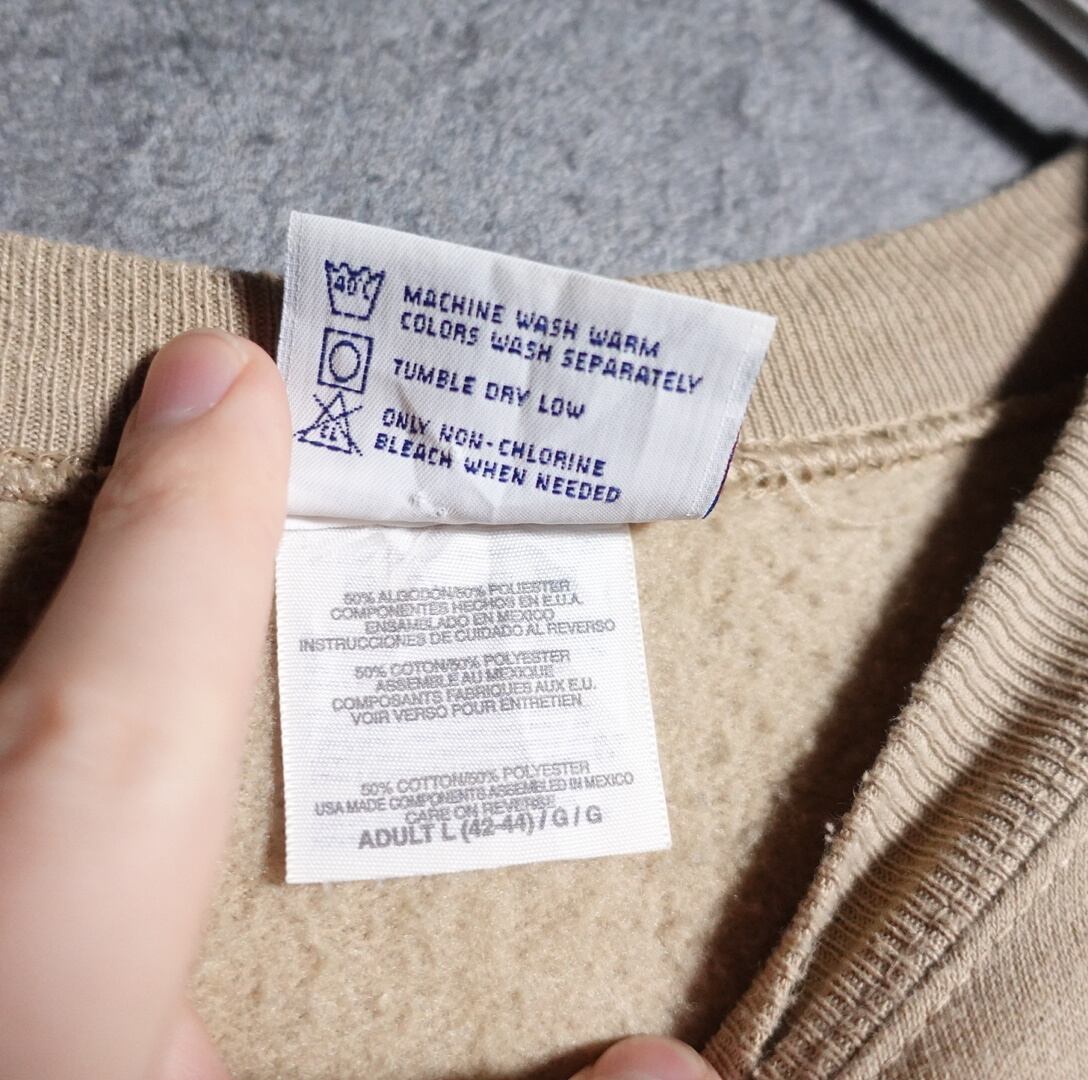 40°C
MACHINE WASH WARM
COLORS WASH SEPARATELY
TUMBLE DRY LOW
CL
ONLY NON-CHLORINE
BLEACH WHEN NEEDED
50% ALGODÓN/50% POLIESTER
COMPONENTES HECHOS EN E.U.A.
ENSAMBLADO EN MEXICO
INSTRUCCIONES DE CUIDADO AL REVERSO
50% COTON/50% POLYESTER
ASSEMBLE AU MEXIQUE
COMPOSANTS FABRIQUES AUX E.U.
VOIR VERSO POUR ENTRETIEN
50% COTTON/50% POLYESTER
USA MADE COMPONENTS ASSEMBLED IN MEXICO
CARE ON REVERSE
ADULT L (42-44) / G / G